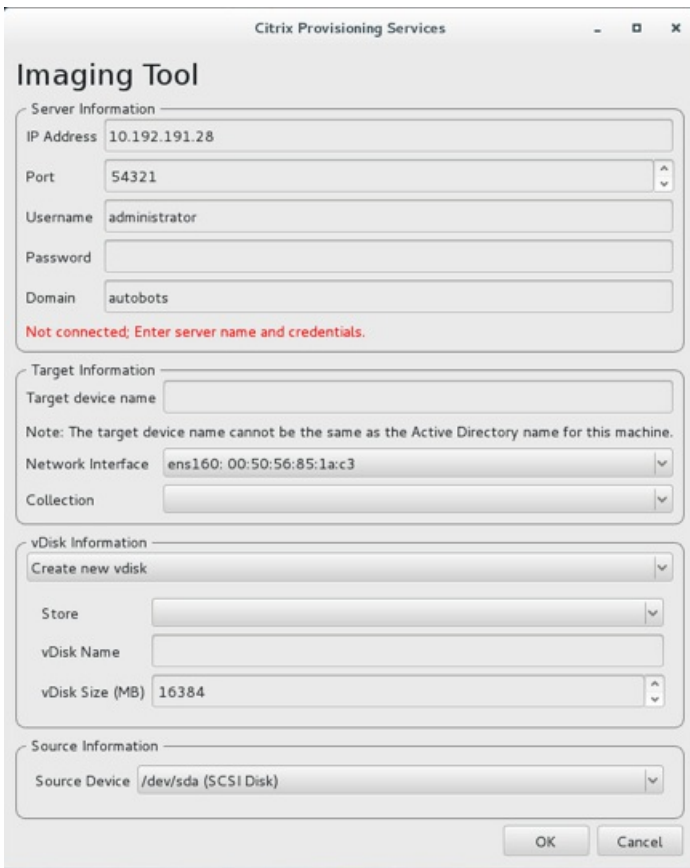 Citrix Provisioning Services
Imaging Tool
Server Information
IP Address 10.192.191.28
Port 54321
Username administrator
Password
Domain autobots
Not connected; Enter server name and credentials.
Target Information
Target device name
Note: The target device name cannot be the same as the Active Directory name for this machine.
Network Interface ens160: 00:50:56:85:1a:c3
Collection
vDisk Information
Create new vdisk
Store
vDisk Name
vDisk Size (MB) 16384
Source Information
Source Device /dev/sda (SCSI Disk)
OK Cancel